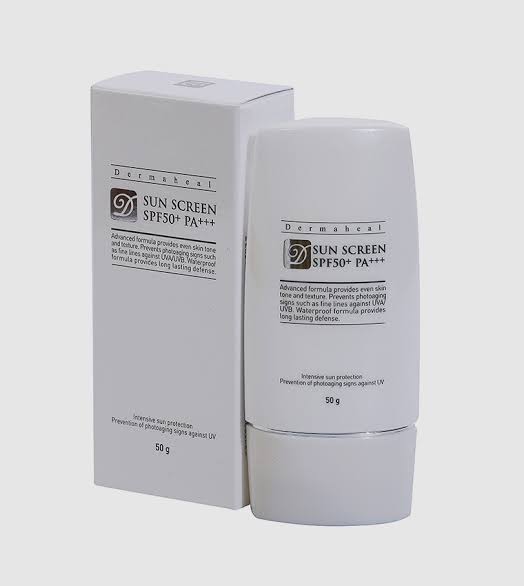 Dermaheal
SUN SCREEN
SPF50+ PA+++
Advanced formula provides even skin tone
and texture. Prevents photoaging signs such
as fine lines against UVA/UVB. Waterproof
formula provides long lasting defense.
Intensive sun protection
Prevention of photoaging signs against UV
50 g
Dermaheal
SUN SCREEN
SPF50+ PA+++
Advanced formula provides even skin
tone and texture. Prevents photoaging
signs such as fine lines against UVA/
UVB. Waterproof formula provides
long lasting defense.
Intensive sun protection
Prevention of photoaging signs against UV
50 g